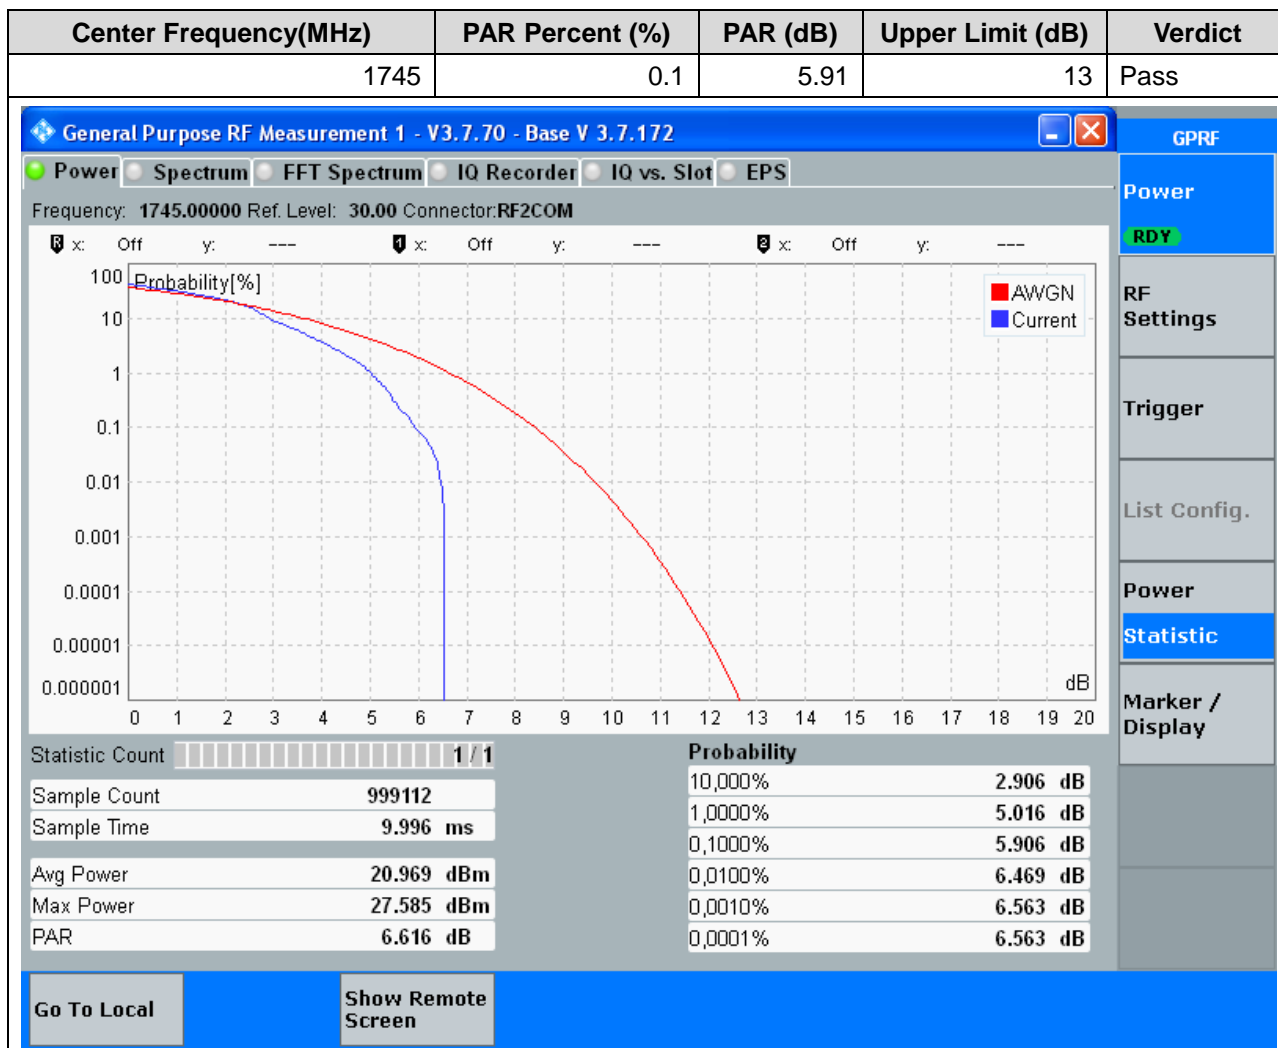 Center Frequency(MHz) PAR Percent (%) PAR (dB) Upper Limit (dB) Verdict
1745 0.1 5.91 13 Pass
General Purpose RF Measurement 1 - V3.7.70 - Base V 3.7.172
GPRF
Power Spectrum FFT Spectrum IQ Recorder IQ vs. Slot EPS
Frequency: 1745.00000 Ref. Level: 30.00 Connector:RF2COM
R x: Off y: --- 1 x: Off y: --- 2 x: Off y: ---
Probability[%]
AWGN
Current
100
10
1
0.1
0.01
0.001
0.0001
0.00001
0.000001
dB
0 1 2 3 4 5 6 7 8 9 10 11 12 13 14 15 16 17 18 19 20
Statistic Count 1 / 1
Sample Count 999112
Sample Time 9.996 ms
Avg Power 20.969 dBm
Max Power 27.585 dBm
PAR 6.616 dB
Probability
10,000% 2.906 dB
1,0000% 5.016 dB
0,1000% 5.906 dB
0,0100% 6.469 dB
0,0010% 6.563 dB
0,0001% 6.563 dB
Power
RDY
RF
Settings
Trigger
List Config.
Power
Statistic
Marker /
Display
Go To Local
Show Remote
Screen